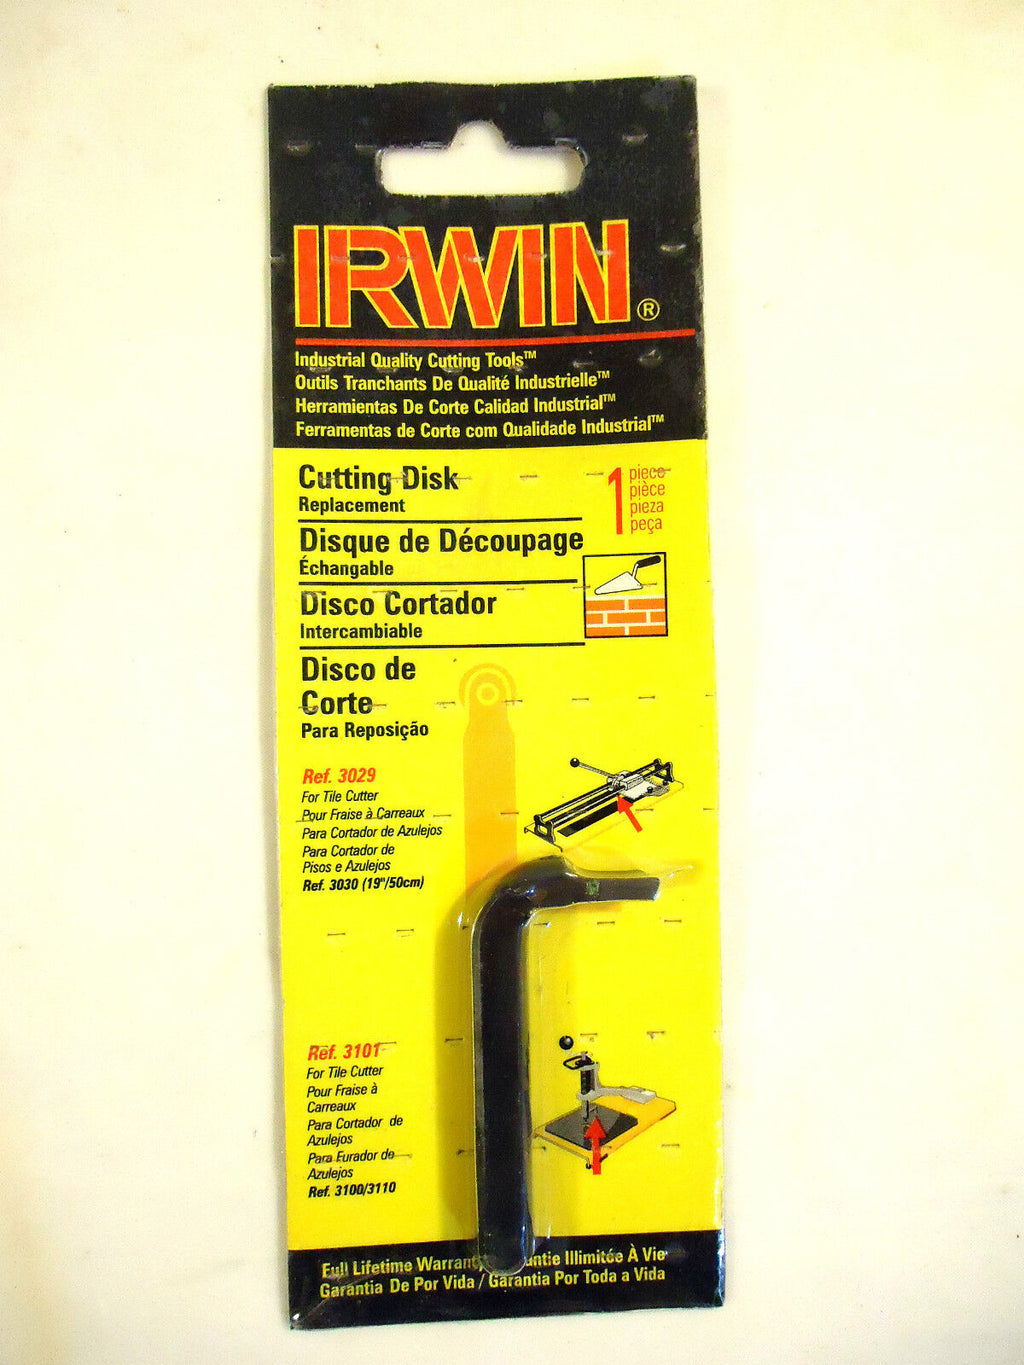 IRWIN®
Industrial Quality Cutting Tools™
Outils Tranchants De Qualité Industrielle™
Herramientas De Corte Calidad Industrial™
Ferramentas de Corte com Qualidade Industrial™
Cutting Disk
Replacement
1 piece
pièce
pieza
peça
Disque de Découpage
Échangable
Disco Cortador
Intercambiable
Disco de
Corte
Para Reposição
Ref. 3029
For Tile Cutter
Pour Fraise à Carreaux
Para Cortador de Azulejos
Para Cortador de
Pisos e Azulejos
Ref. 3030 (19"/50cm)
Ref. 3101
For Tile Cutter
Pour Fraise à
Carreaux
Para Cortador de
Azulejos
Para Furador de
Azulejos
Ref. 3100/3110
Full Lifetime Illimitée À Vie
Garantia De Por Vida / Garantia Por Toda a Vida